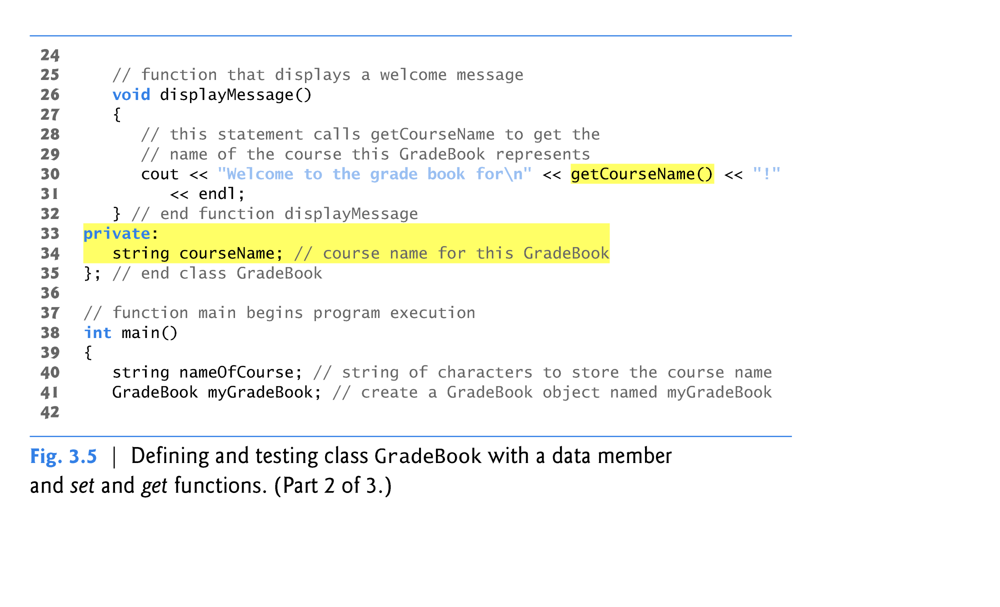 24
25 // function that displays a welcome message
26 void displayMessage()
27 {
28 // this statement calls getCourseName to get the
29 // name of the course this GradeBook represents
30 cout << "Welcome to the grade book for\n" << getCourseName() << "!"
31 << endl;
32 } // end function displayMessage
33 private:
34 string courseName; // course name for this GradeBook
35 }; // end class GradeBook
36
37 // function main begins program execution
38 int main()
39 {
40 string nameOfCourse; // string of characters to store the course name
41 GradeBook myGradeBook; // create a GradeBook object named myGradeBook
42
Fig. 3.5 | Defining and testing class GradeBook with a data member
and set and get functions. (Part 2 of 3.)